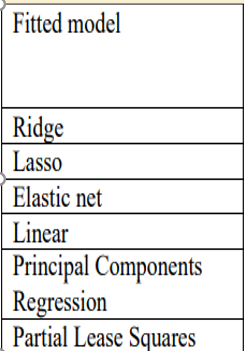 Fitted model
Ridge
Lasso
Elastic net
Linear
Principal Components
Regression
Partial Lease Squares